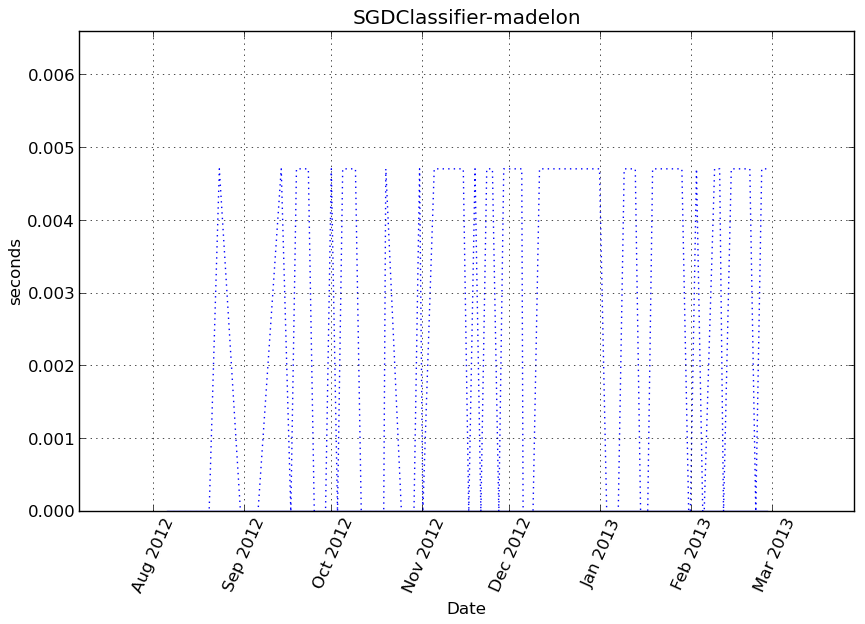 SGDClassifier-madelon
0.006
0.005
0.004
0.003
0.002
0.001
0.000
seconds
Aug 2012
Sep 2012
Oct 2012
Nov 2012
Dec 2012
Jan 2013
Feb 2013
Mar 2013
Date